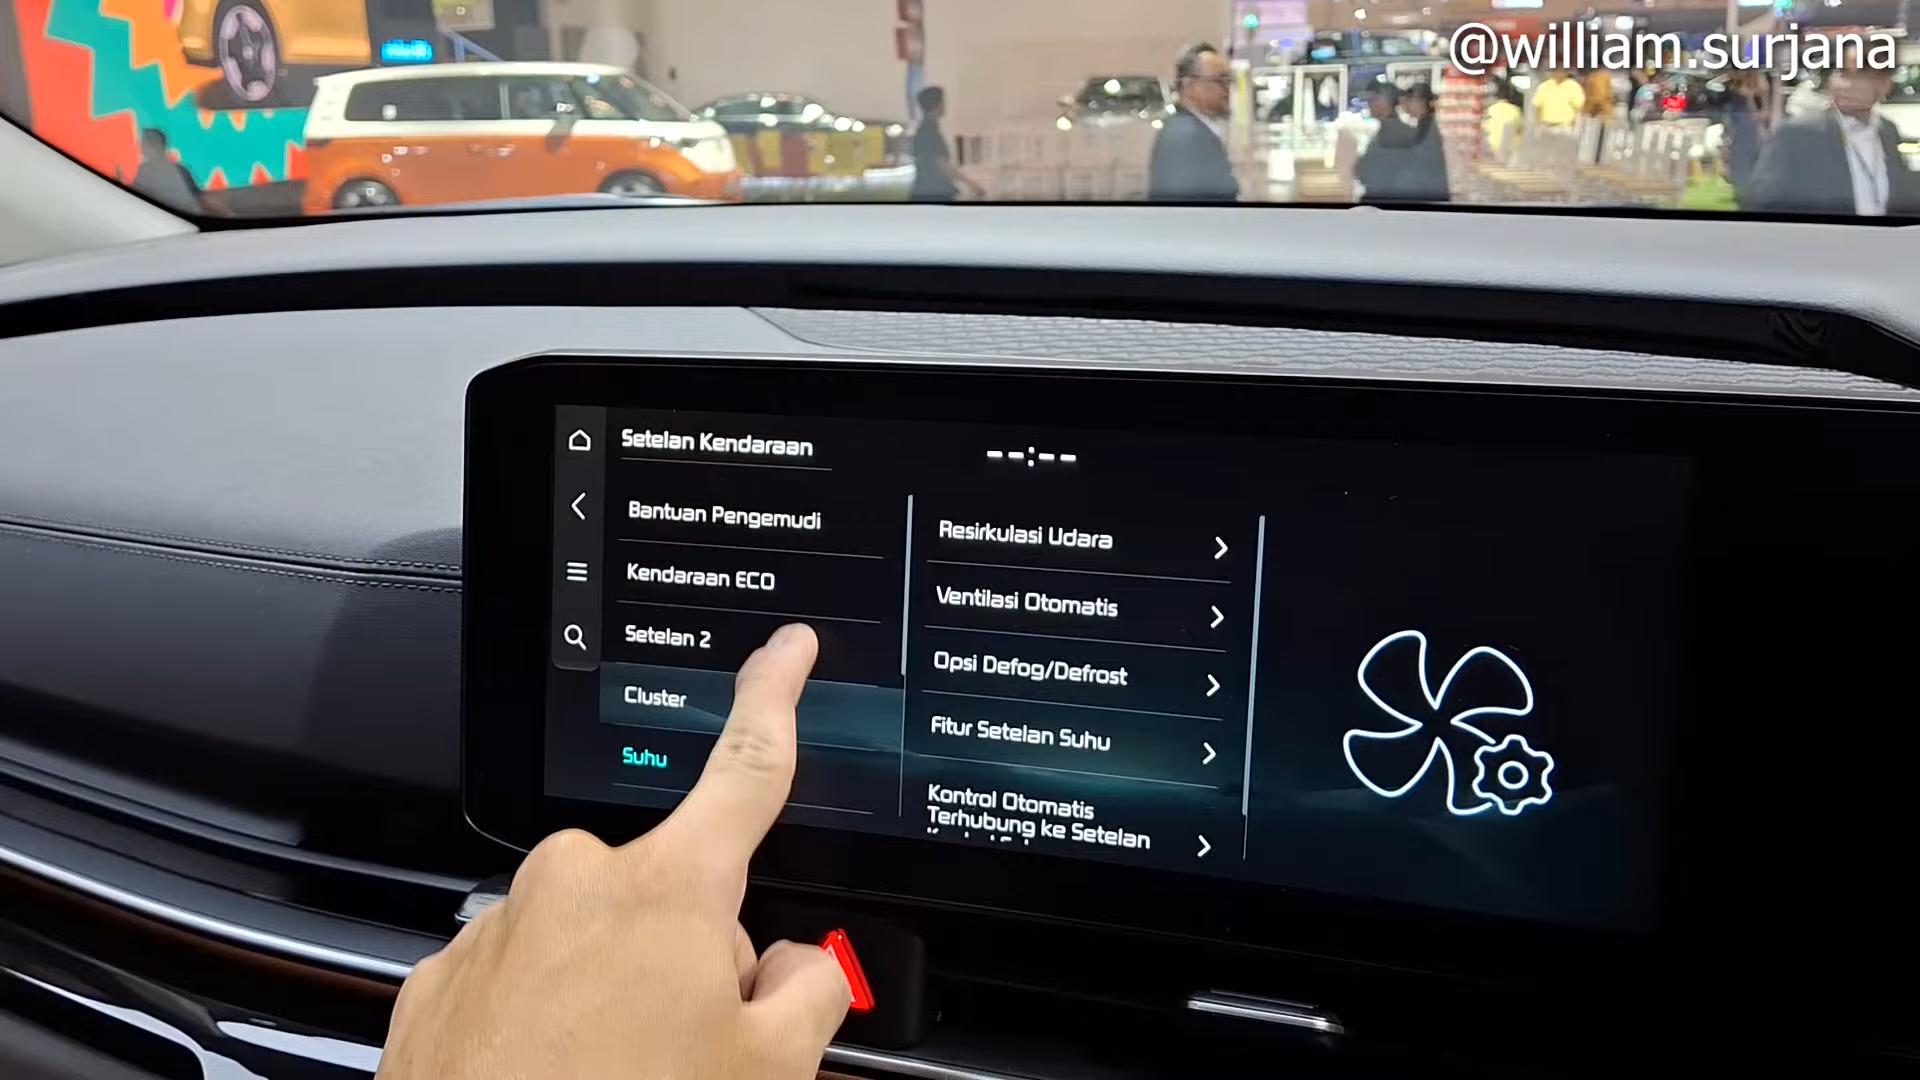 @william.surjana
Setelan Kendaraan
--:--
Bantuan Pengemudi
Kendaraan ECO
Setelan 2
Cluster
Suhu
Resirkulasi Udara
Ventilasi Otomatis
Opsi Defog/Defrost
Fitur Setelan Suhu
Kontrol Otomatis
Terhubung ke Setelan